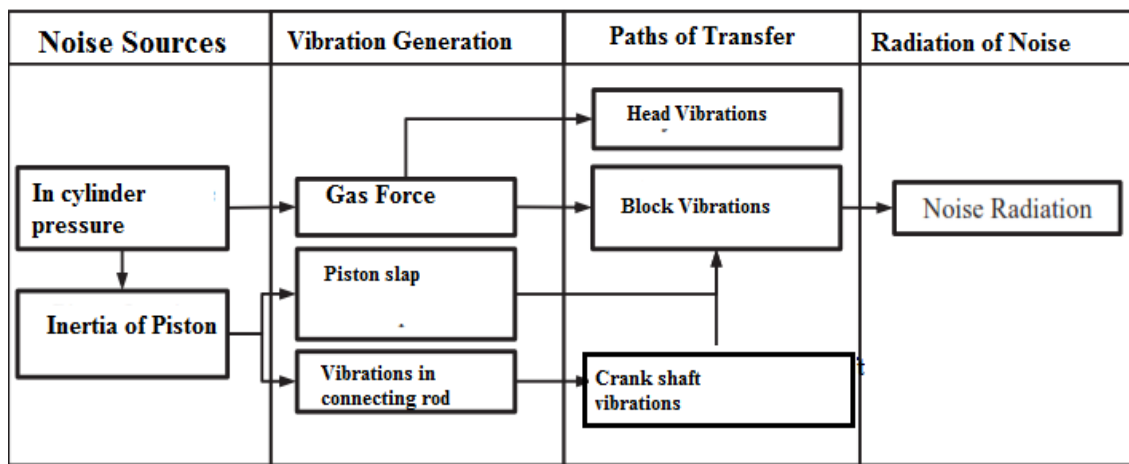 Noise Sources
Vibration Generation
Paths of Transfer
Radiation of Noise
Head Vibrations
In cylinder
pressure
Gas Force
Block Vibrations
Noise Radiation
Piston slap
Inertia of Piston
Vibrations in
connecting rod
Crank shaft
vibrations